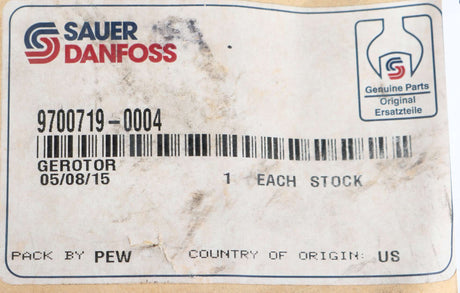 SAUER
DANFOSS
Genuine Parts
Original
Ersatzteile
9700719-0004
GEROTOR
05/08/15
1 EACH STOCK
PACK BY PEW
COUNTRY OF ORIGIN: US